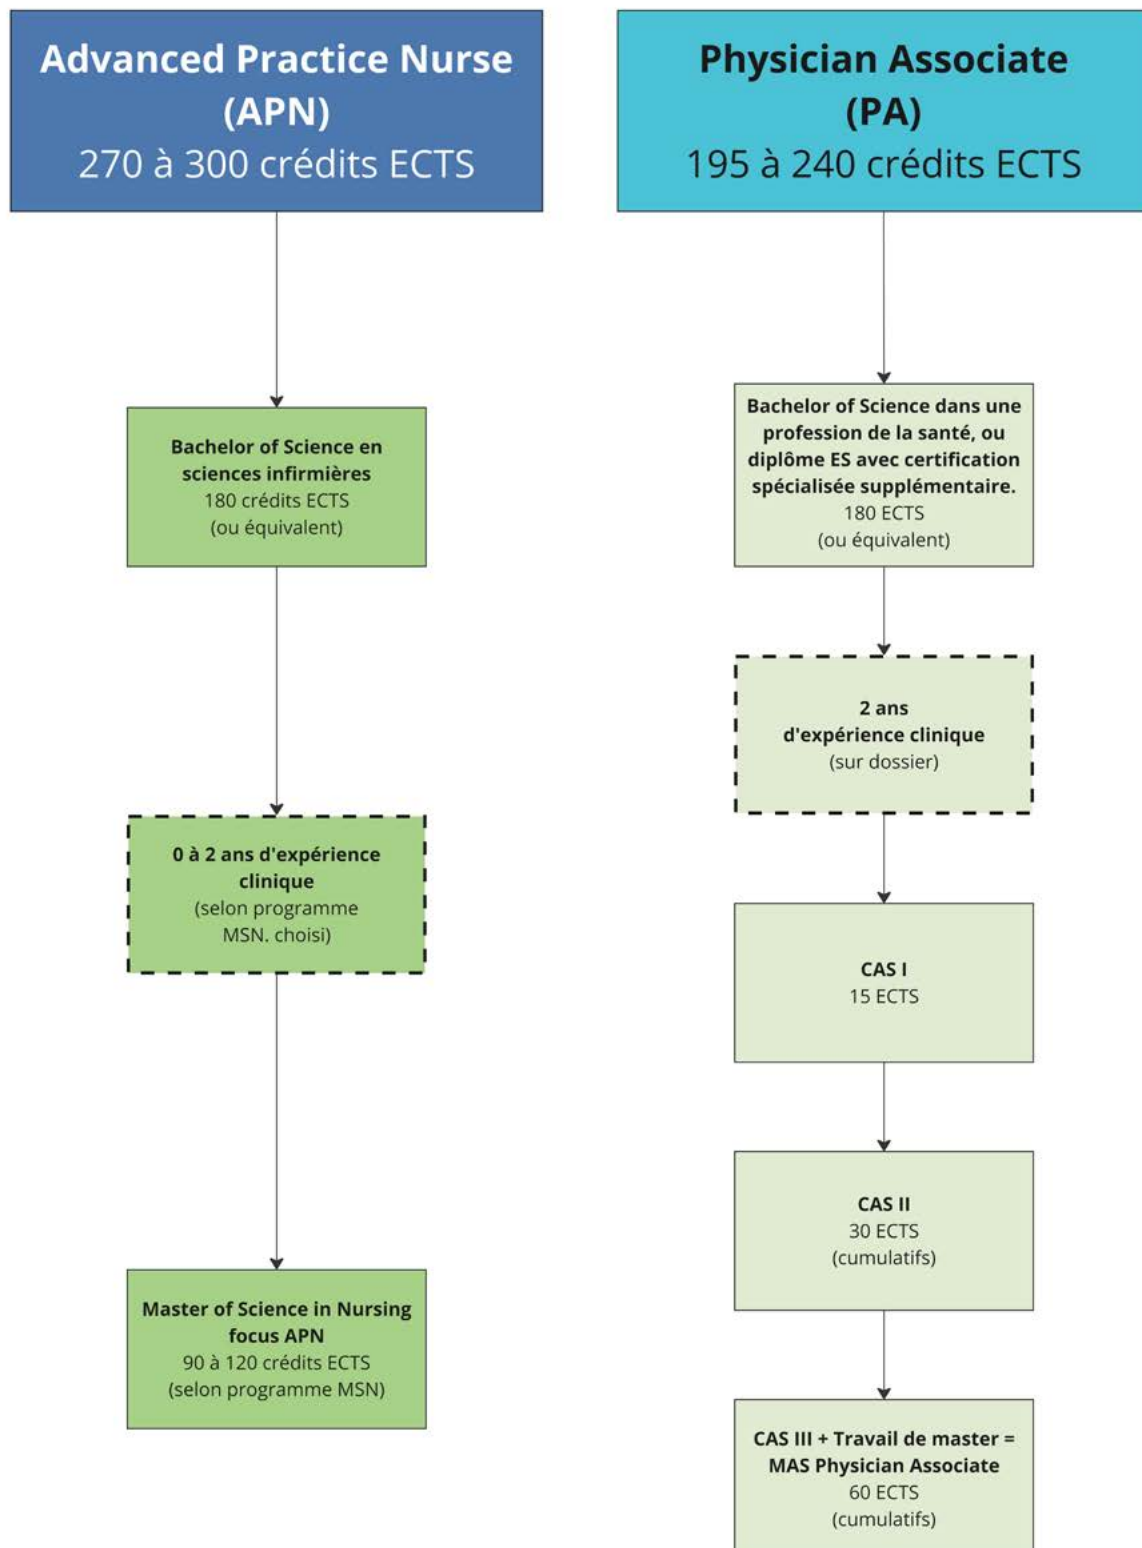 Advanced Practice Nurse
(APN)
270 à 300 crédits ECTS
Bachelor of Science en
sciences infirmières
180 crédits ECTS
(ou équivalent)
0 à 2 ans d'expérience
clinique
(selon programme
MSN. choisi)
Master of Science in Nursing
focus APN
90 à 120 crédits ECTS
(selon programme MSN)
Physician Associate
(PA)
195 à 240 crédits ECTS
Bachelor of Science dans une
profession de la santé, ou
diplôme ES avec certification
spécialisée supplémentaire.
180 ECTS
(ou équivalent)
2 ans
d'expérience clinique
(sur dossier)
CAS I
15 ECTS
CAS II
30 ECTS
(cumulatifs)
CAS III + Travail de master =
MAS Physician Associate
60 ECTS
(cumulatifs)